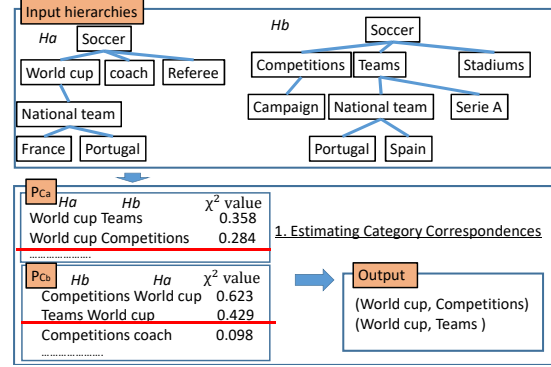 Input hierarchies
Ha
Soccer
World cup
coach
Referee
National team
France
Portugal
Hb
Soccer
Competitions
Teams
Stadiums
Campaign
National team
Serie A
Portugal
Spain
PCa
Ha Hb χ² value
World cup Teams 0.358
World cup Competitions 0.284
......................
PCb
Hb Ha χ² value
Competitions World cup 0.623
Teams World cup 0.429
Competitions coach 0.098
......................
1. Estimating Category Correspondences
Output
(World cup, Competitions)
(World cup, Teams )